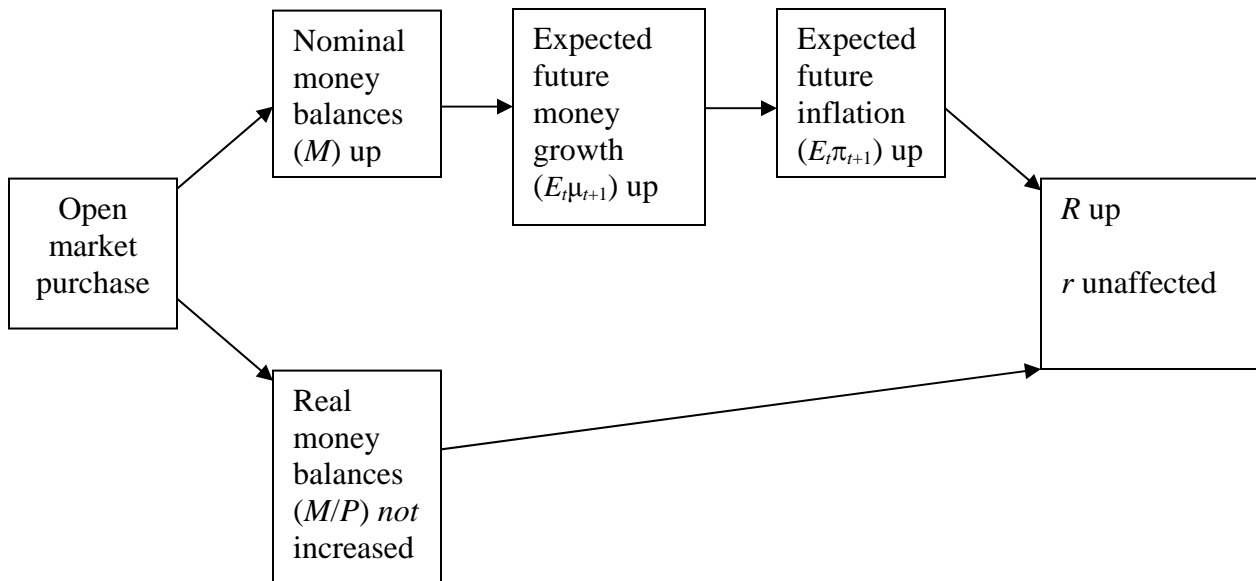 Open
market
purchase
Nominal
money
balances
(M) up
Expected
future
money
growth
(Etμt+1) up
Expected
future
inflation
(Etπt+1) up
Real
money
balances
(M/P) not
increased
R up
r unaffected